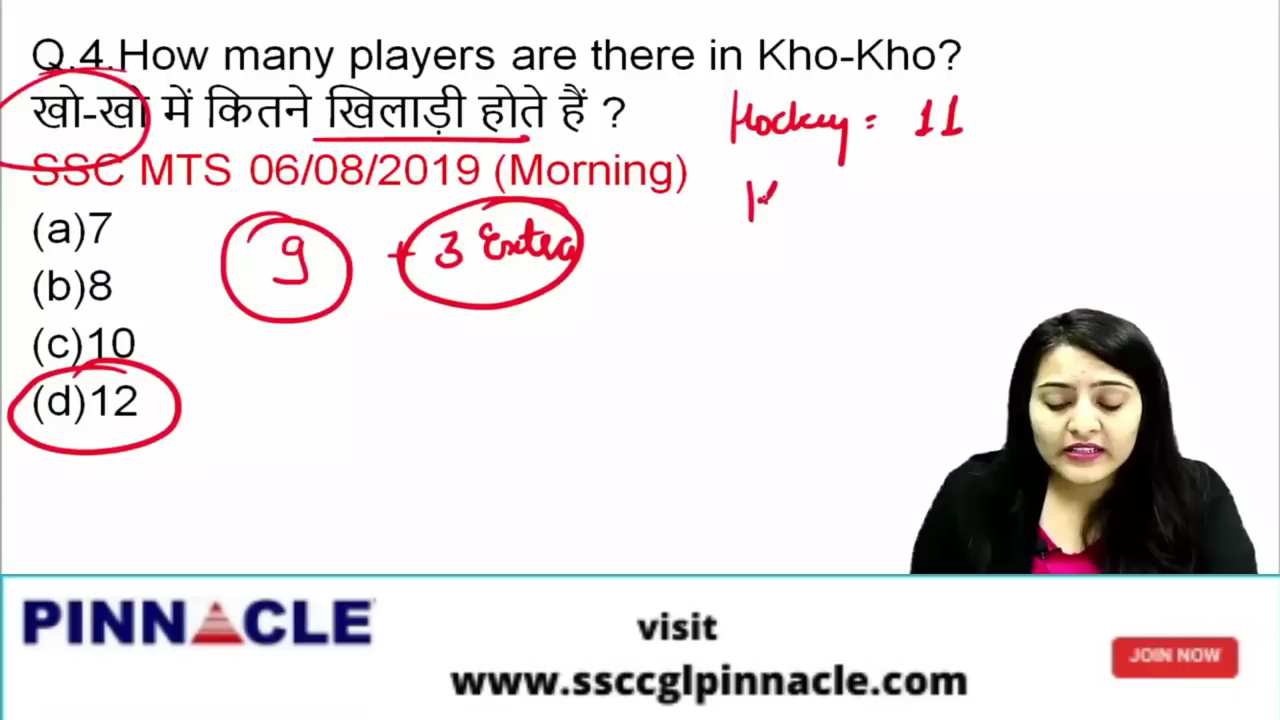 Q.4.How many players are there in Kho-Kho?
खो-खो में कितने खिलाड़ी होते हैं ?
Hockey = 11
SSC MTS 06/08/2019 (Morning)
K
(a)7
9 + 3 Extra
(b)8
(c)10
(d)12
PINNACLE
visit
www.ssccglpinnacle.com
JOIN NOW